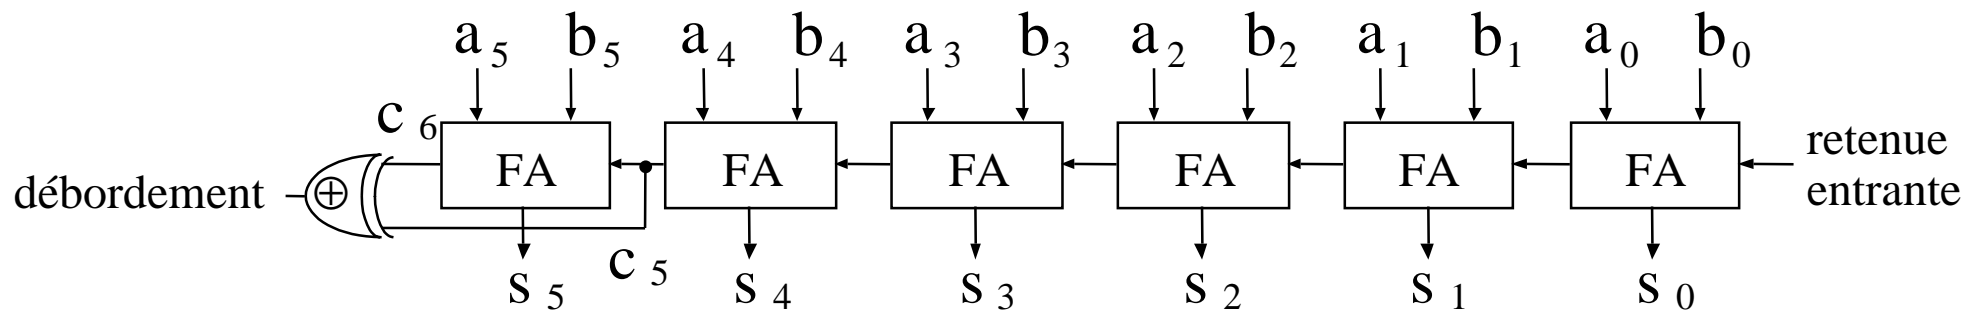 a5 b5 a4 b4 a3 b3 a2 b2 a1 b1 a0 b0
c6
FA FA FA FA FA FA
retenue
entrante
débordement
c5
s5 s4 s3 s2 s1 s0